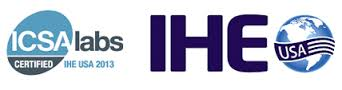 ICSAlabs
CERTIFIED IHE USA 2013
IHE
USA